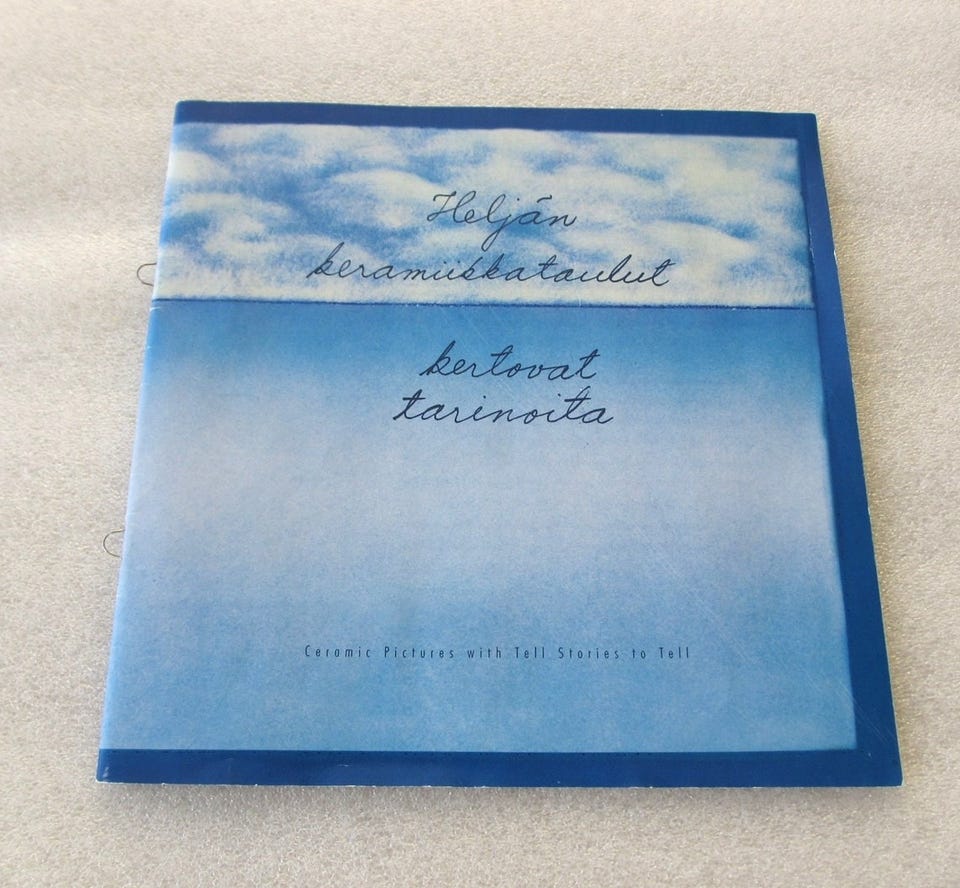 Heljän
keramiikkataulut
kertovat
tarinoita
Ceramic Pictures with Tell Stories to Tell